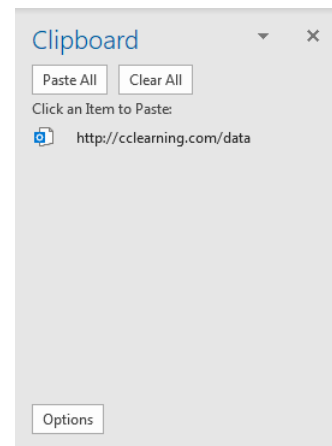 Clipboard
Paste All Clear All
Click an Item to Paste:
http://cclearning.com/data
Options